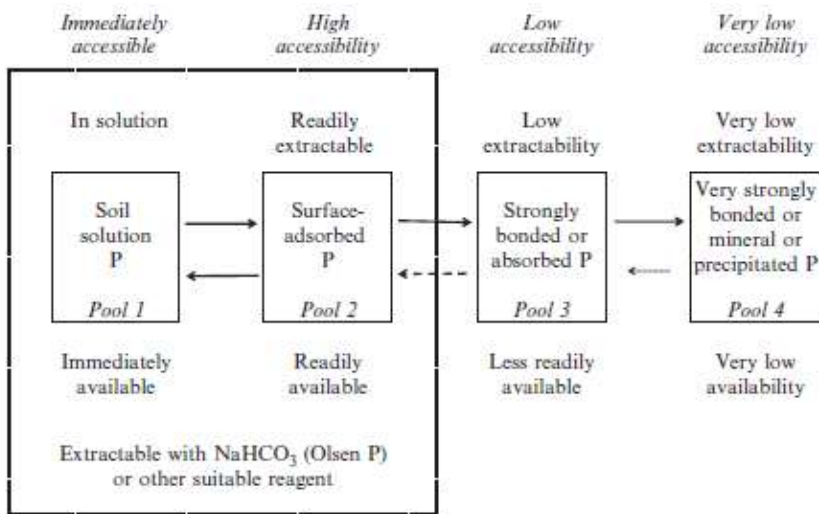 Immediately
accessible
High
accessibility
Low
accessibility
Very low
accessibility
In solution
Readily
extractable
Low
extractability
Very low
extractability
Soil
solution
P
Pool 1
Surface-
adsorbed
P
Pool 2
Strongly
bonded or
absorbed P
Pool 3
Very strongly
bonded or
mineral or
precipitated P
Pool 4
Immediately
available
Readily
available
Less readily
available
Very low
availability
Extractable with NaHCO₃ (Olsen P)
or other suitable reagent